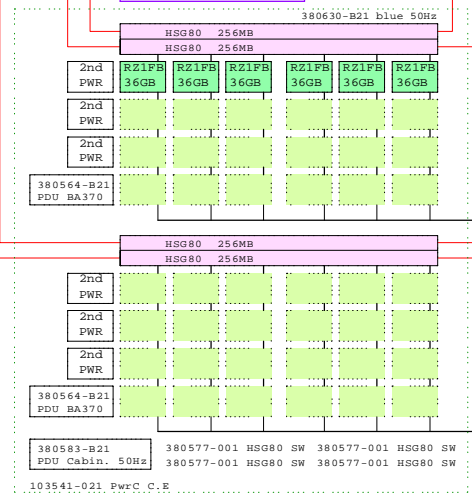 380630-B21 blue 50Hz
HSG80 256MB
HSG80 256MB
2nd PWR
RZ1FB RZ1FB RZ1FB RZ1FB RZ1FB RZ1FB
36GB 36GB 36GB 36GB 36GB 36GB
2nd PWR
2nd PWR
380564-B21
PDU BA370
HSG80 256MB
HSG80 256MB
2nd PWR
2nd PWR
2nd PWR
380564-B21
PDU BA370
380583-B21
PDU Cabin. 50Hz
380577-001 HSG80 SW 380577-001 HSG80 SW
380577-001 HSG80 SW 380577-001 HSG80 SW
103541-021 PwrC C.E